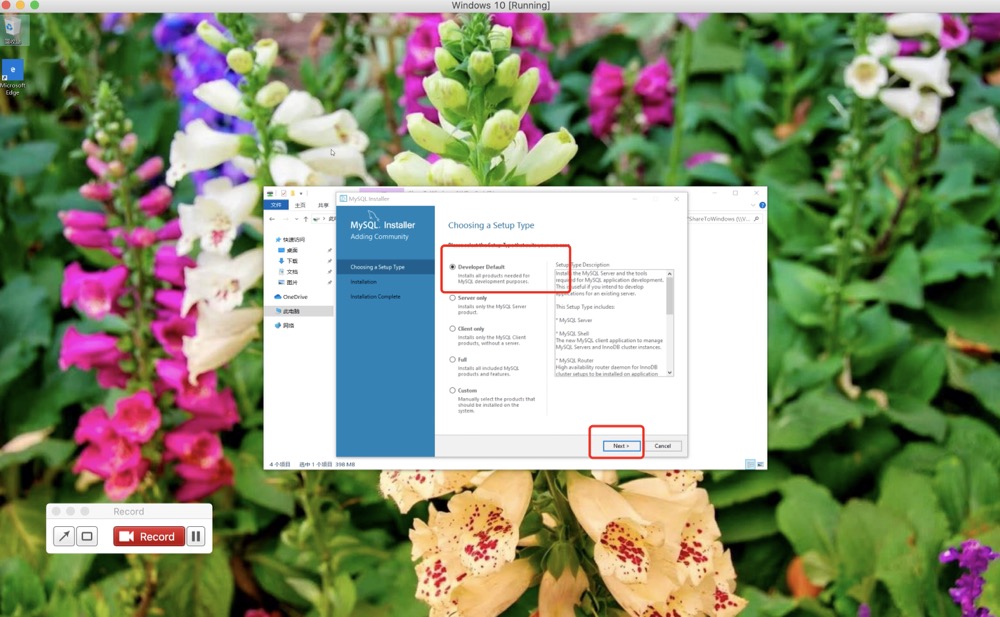 Windows 10 [Running]
Microsoft
Edge
文件
主页
共享
快速访问
桌面
下载
文档
图片
OneDrive
此电脑
网络
ShareToWindows (\\V...
4 个项目 选中 1 个项目 398 MB
MySQL Installer
MySQL. Installer
Adding Community
Choosing a Setup Type
Installation
Installation Complete
Choosing a Setup Type
Developer Default
Installs all products needed for
MySQL development purposes.
Server only
Installs only the MySQL Server
product.
Client only
Installs only the MySQL Client
products, without a server.
Full
Installs all included MySQL
products and features.
Custom
Manually select the products that
should be installed on the
system.
Setup Type Description
Installs the MySQL Server and the tools
required for MySQL application development.
This is useful if you intend to develop
applications for an existing server.
This Setup Type includes:
* MySQL Server
* MySQL Shell
The new MySQL client application to manage
MySQL Servers and InnoDB cluster instances.
* MySQL Router
High availability router daemon for InnoDB
cluster setups to be installed on application
Next >
Cancel
Record
Record